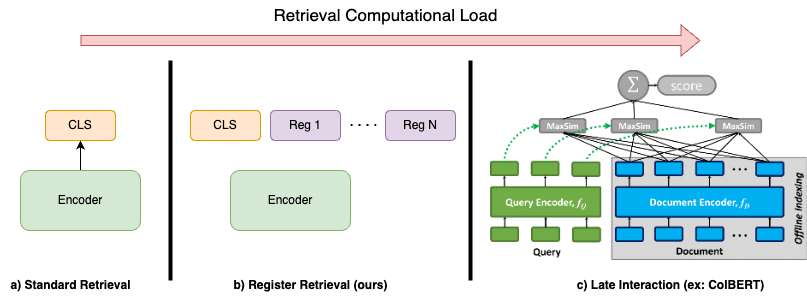 Retrieval Computational Load
CLS
Encoder
a) Standard Retrieval
CLS
Reg 1
Reg N
Encoder
b) Register Retrieval (ours)
Σ
score
MaxSim
MaxSim
MaxSim
Query Encoder, f_Q
Document Encoder, f_D
Offline Indexing
Query
Document
c) Late Interaction (ex: ColBERT)